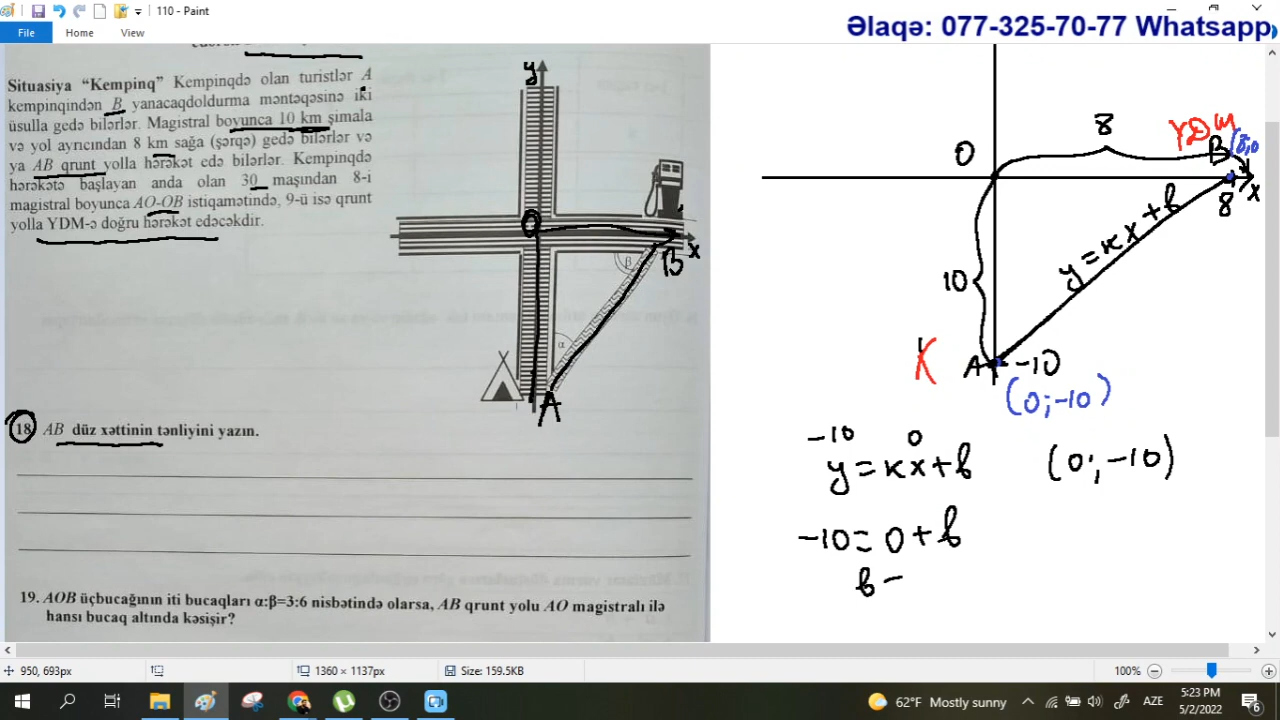 110 - Paint
Əlaqə: 077-325-70-77 Whatsapp
File Home View
Situasiya “Kempinq” Kempinqdə olan turistlər A
kempinqindən B yanacaqdoldurma məntəqəsinə iki
üsulla gedə bilərlər. Magistral boyunca 10 km şimala
və yol ayrıcından 8 km sağa (şərqə) gedə bilərlər və
ya AB qrunt yolla hərəkət edə bilərlər. Kempinqdə
hərəkətə başlayan anda olan 30 maşından 8-i
magistral boyunca AO-OB istiqamətində, 9-ü isə qrunt
yolla YDM-ə doğru hərəkət edəcəkdir.
y
O
x
B
β
α
A
18 AB düz xəttinin tənliyini yazın.
19. AOB üçbucağının iti bucaqları α:β=3:6 nisbətində olarsa, AB qrunt yolu AO magistralı ilə
hansı bucaq altında kəsişir?
8
YDM
O
B
8
x
y=kx+b
10
K
A
-10
(0;-10)
-10 0
y=kx+b (0;-10)
-10=0+b
b=
950, 693px 1360 × 1137px Size: 159.5KB 100%
62°F Mostly sunny AZE 5:23 PM
5/2/2022 6